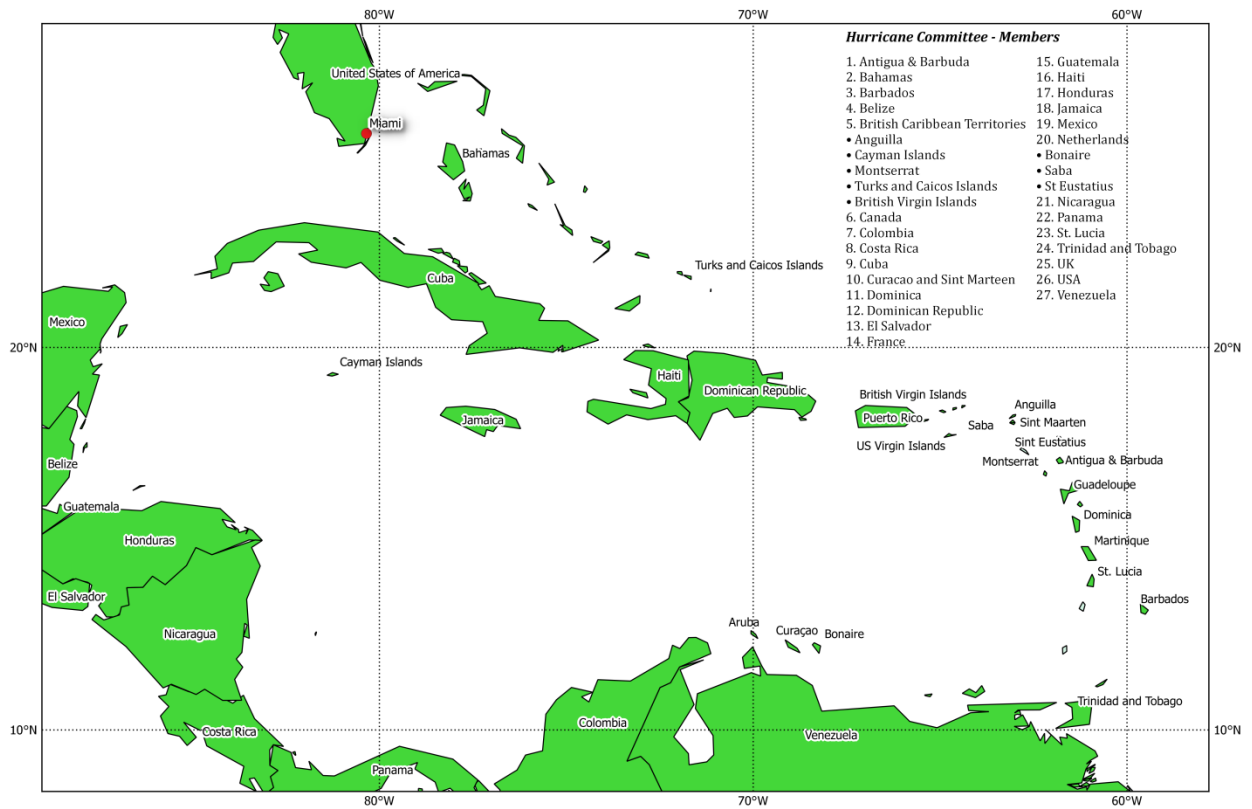 80°W 70°W 60°W
Hurricane Committee - Members
1. Antigua & Barbuda
2. Bahamas
3. Barbados
4. Belize
5. British Caribbean Territories
• Anguilla
• Cayman Islands
• Montserrat
• Turks and Caicos Islands
• British Virgin Islands
6. Canada
7. Colombia
8. Costa Rica
9. Cuba
10. Curacao and Sint Marteen
11. Dominica
12. Dominican Republic
13. El Salvador
14. France
15. Guatemala
16. Haiti
17. Honduras
18. Jamaica
19. Mexico
20. Netherlands
• Bonaire
• Saba
• St Eustatius
21. Nicaragua
22. Panama
23. St. Lucia
24. Trinidad and Tobago
25. UK
26. USA
27. Venezuela
United States of America
Miami
Bahamas
Turks and Caicos Islands
Cuba
Mexico
20°N
20°N
Cayman Islands
Haiti
Dominican Republic
Jamaica
British Virgin Islands
Puerto Rico
US Virgin Islands
Anguilla
Saba
Sint Maarten
Sint Eustatius
Montserrat
Antigua & Barbuda
Belize
Guadeloupe
Guatemala
Dominica
Honduras
Martinique
St. Lucia
El Salvador
Barbados
Nicaragua
Aruba
Curaçao
Bonaire
Trinidad and Tobago
Costa Rica
Colombia
Venezuela
10°N
10°N
Panama
80°W 70°W 60°W